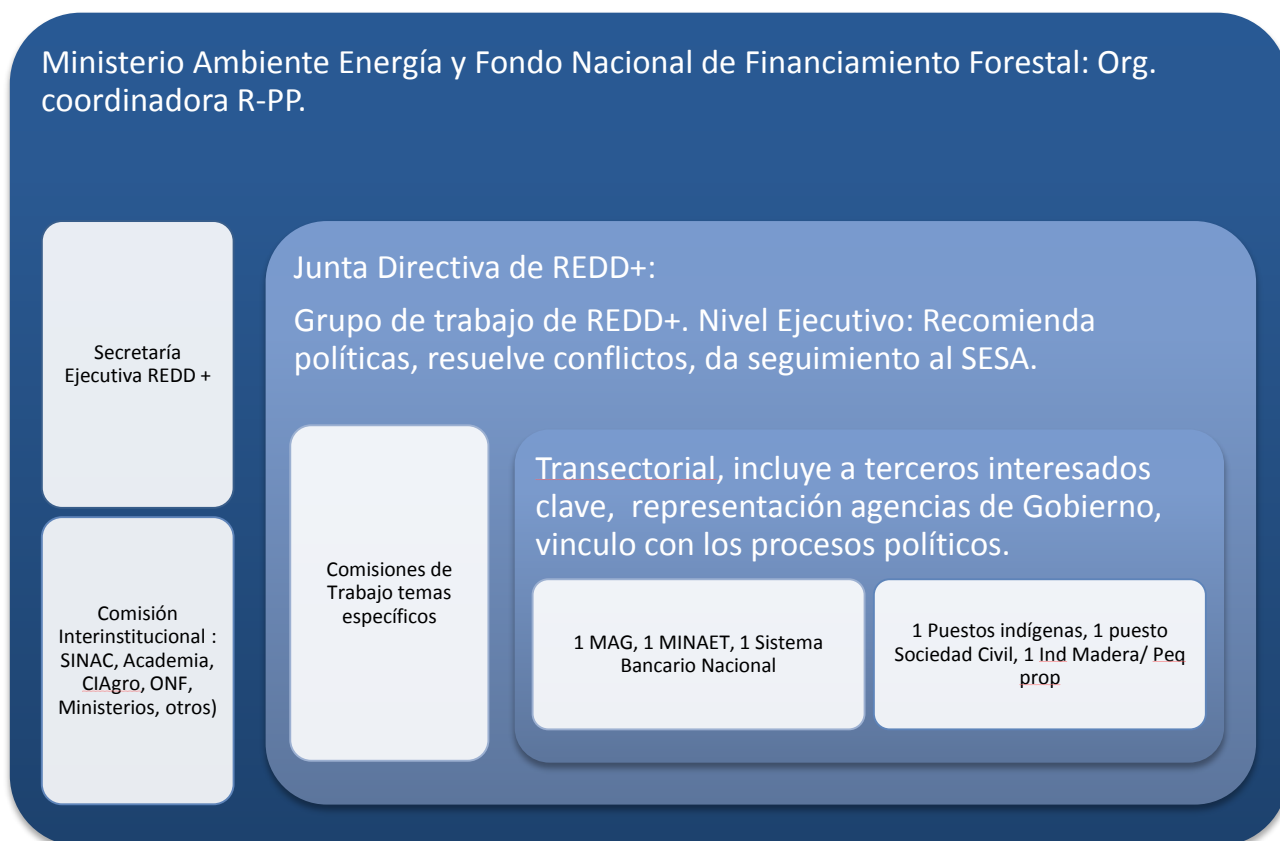 Ministerio Ambiente Energía y Fondo Nacional de Financiamiento Forestal: Org.
coordinadora R-PP.
Secretaría
Ejecutiva REDD +
Comisión
Interinstitucional :
SINAC, Academia,
CIAgro, ONF,
Ministerios, otros)
Junta Directiva de REDD+:
Grupo de trabajo de REDD+. Nivel Ejecutivo: Recomienda
políticas, resuelve conflictos, da seguimiento al SESA.
Comisiones de
Trabajo temas
específicos
Transectorial, incluye a terceros interesados
clave, representación agencias de Gobierno,
vinculo con los procesos políticos.
1 MAG, 1 MINAET, 1 Sistema
Bancario Nacional
1 Puestos indígenas, 1 puesto
Sociedad Civil, 1 Ind Madera/ Peq
prop